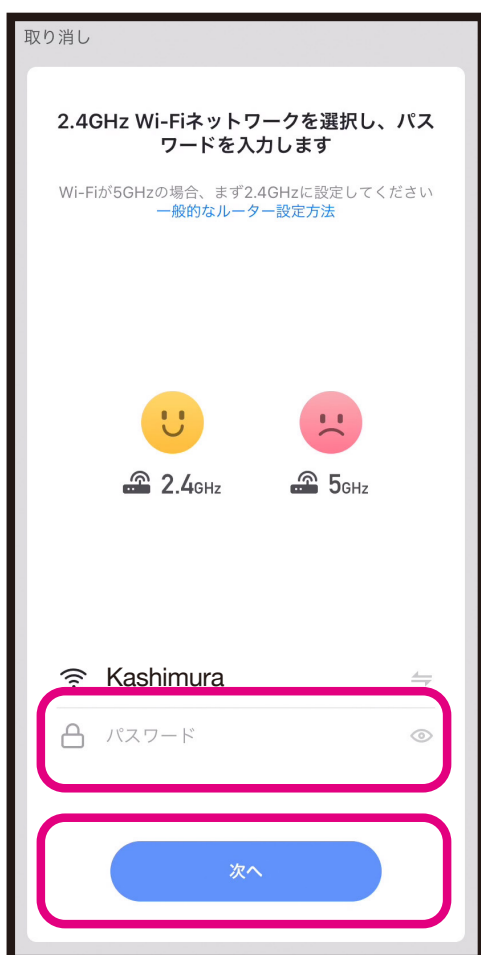 取り消し
2.4GHz Wi-Fiネットワークを選択し、パス
ワードを入力します
Wi-Fiが5GHzの場合、まず2.4GHzに設定してください
一般的なルーター設定方法
2.4GHz 5GHz
Kashimura
パスワード
次へ